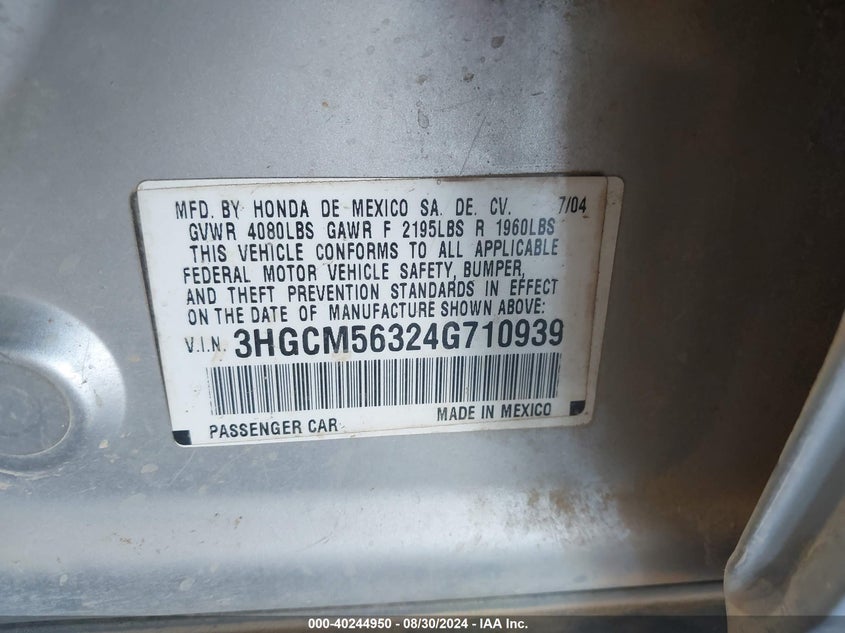 MFD. BY HONDA DE MEXICO SA. DE. CV. 7/04
GVWR 4080LBS GAWR F 2195LBS R 1960LBS
THIS VEHICLE CONFORMS TO ALL APPLICABLE
FEDERAL MOTOR VEHICLE SAFETY, BUMPER,
AND THEFT PREVENTION STANDARDS IN EFFECT
ON THE DATE OF MANUFACTURE SHOWN ABOVE:
V.I.N. 3HGCM56324G710939
PASSENGER CAR MADE IN MEXICO
000-40244950 - 08/30/2024 - IAA Inc.